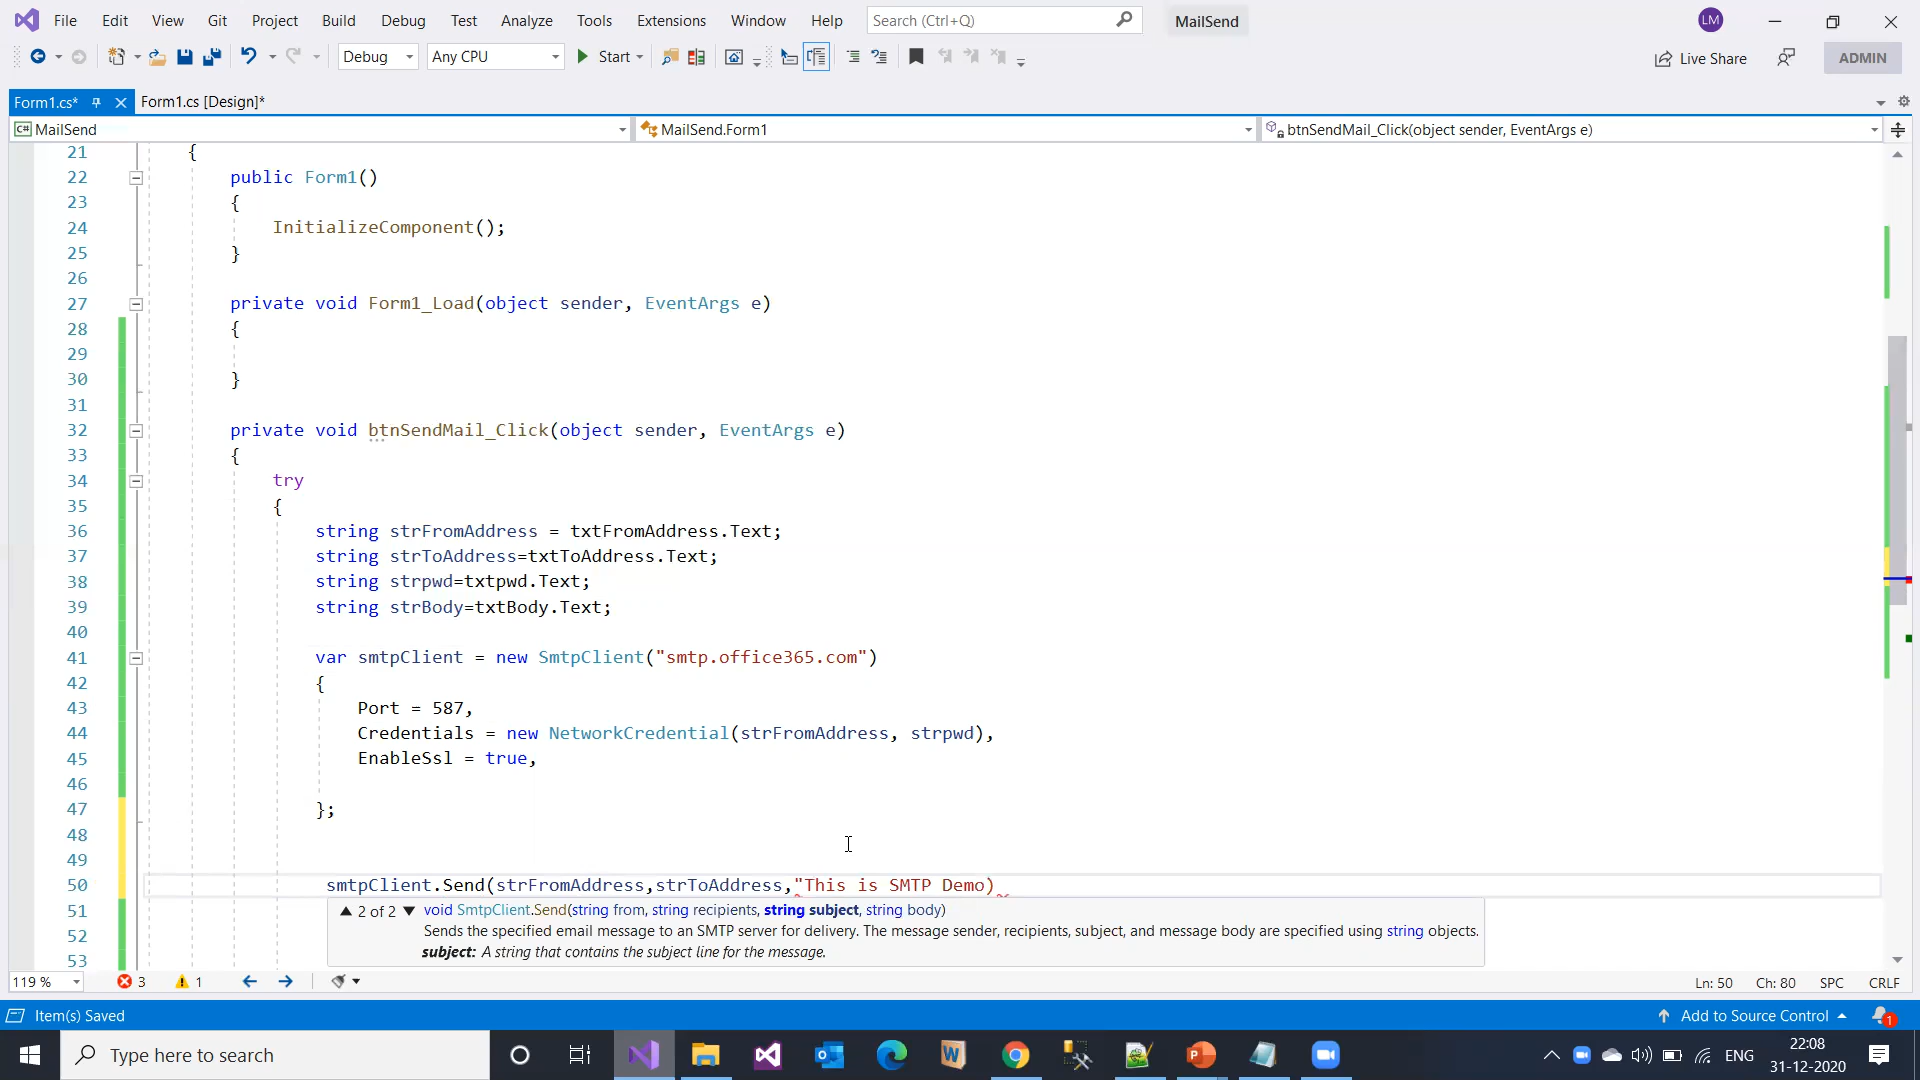 File Edit View Git Project Build Debug Test Analyze Tools Extensions Window Help Search (Ctrl+Q) MailSend LM
Debug Any CPU Start Live Share ADMIN
Form1.cs* Form1.cs [Design]*
C# MailSend MailSend.Form1 btnSendMail_Click(object sender, EventArgs e)
21 {
22 public Form1()
23 {
24 InitializeComponent();
25 }
26
27 private void Form1_Load(object sender, EventArgs e)
28 {
29
30 }
31
32 private void btnSendMail_Click(object sender, EventArgs e)
33 {
34 try
35 {
36 string strFromAddress = txtFromAddress.Text;
37 string strToAddress=txtToAddress.Text;
38 string strpwd=txtpwd.Text;
39 string strBody=txtBody.Text;
40
41 var smtpClient = new SmtpClient("smtp.office365.com")
42 {
43 Port = 587,
44 Credentials = new NetworkCredential(strFromAddress, strpwd),
45 EnableSsl = true,
46
47 };
48
49
50 smtpClient.Send(strFromAddress,strToAddress,"This is SMTP Demo)
51 ▲ 2 of 2 ▼ void SmtpClient.Send(string from, string recipients, string subject, string body)
52 Sends the specified email message to an SMTP server for delivery. The message sender, recipients, subject, and message body are specified using string objects.
53 subject: A string that contains the subject line for the message.
119 % 3 1 Ln: 50 Ch: 80 SPC CRLF
Item(s) Saved Add to Source Control 1
Type here to search ENG 22:08
31-12-2020